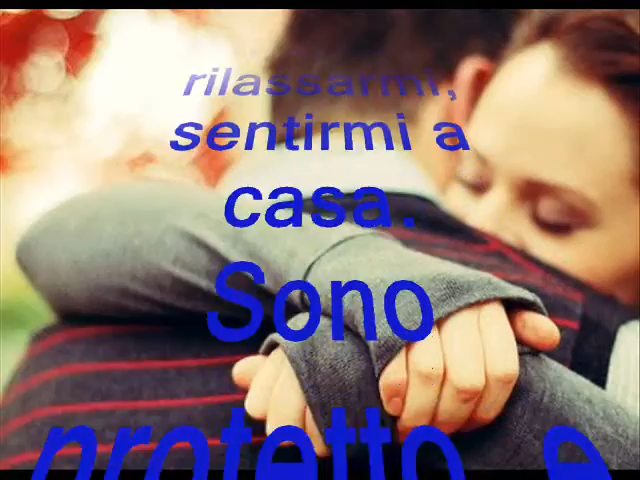 rilassarmi,
sentirmi a
casa.
Sono
protetto e